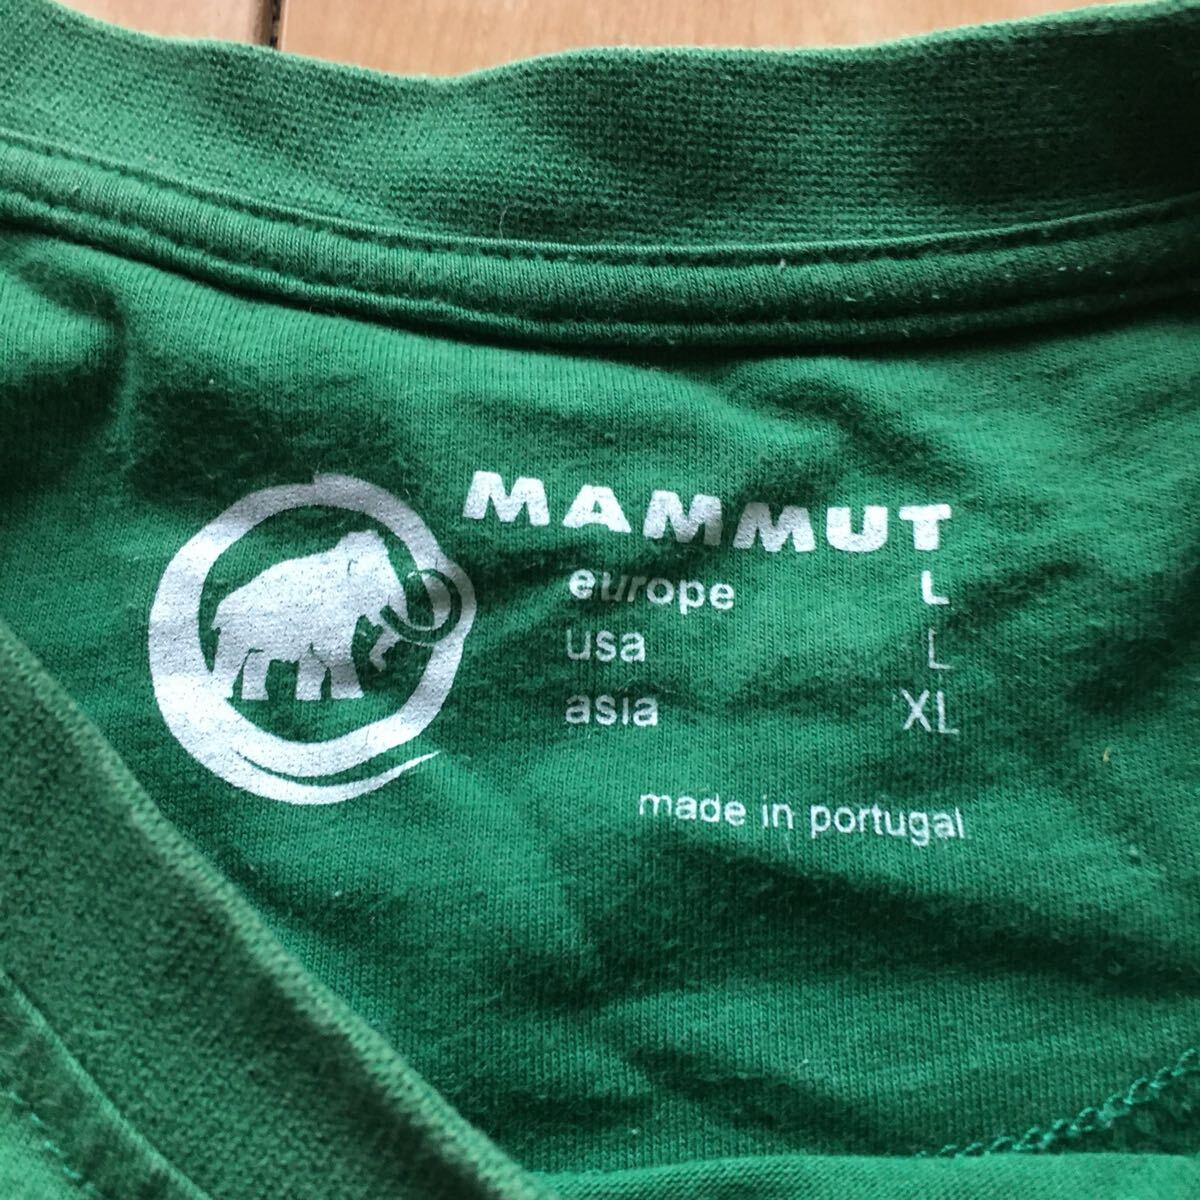 MAMMUT
europe L
usa L
asia XL
made in portugal